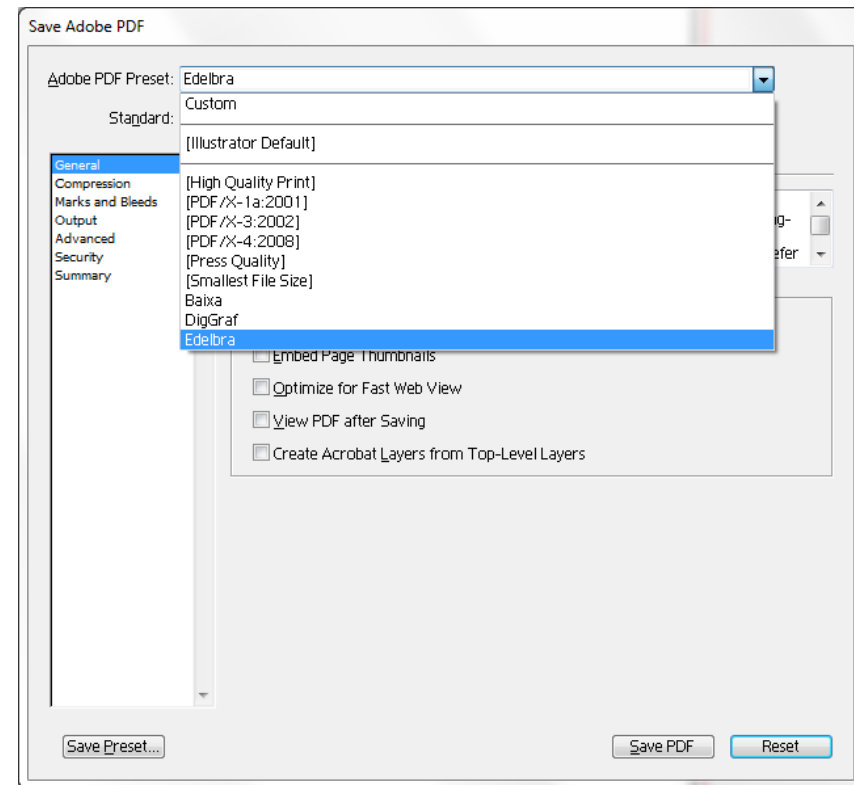 Save Adobe PDF
Adobe PDF Preset: Edelbra
Custom
Standard:
[Illustrator Default]
General
Compression
Marks and Bleeds
Output
Advanced
Security
Summary
[High Quality Print]
[PDF/X-1a:2001]
[PDF/X-3:2002]
[PDF/X-4:2008]
[Press Quality]
[Smallest File Size]
Baixa
DigGraf
Edelbra
Embed Page Thumbnails
Optimize for Fast Web View
View PDF after Saving
Create Acrobat Layers from Top-Level Layers
Save Preset...
Save PDF
Reset